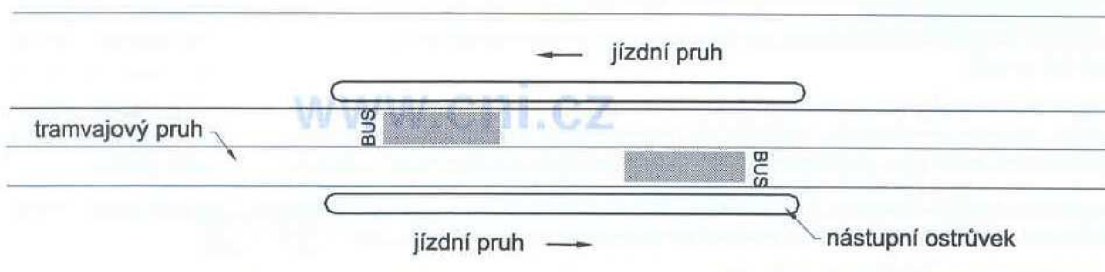 jízdní pruh
www.cni.cz
tramvajový pruh
BUS
BUS
jízdní pruh
nástupní ostrůvek